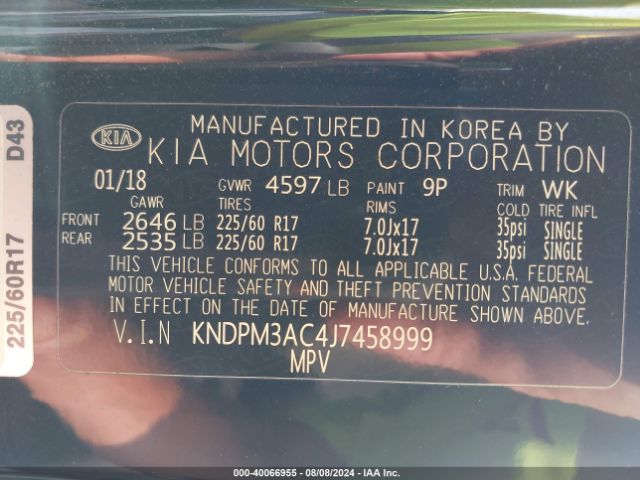 D43
225/60R17
KIA
MANUFACTURED IN KOREA BY
KIA MOTORS CORPORATION
01/18 GVWR 4597 LB PAINT 9P TRIM WK
GAWR TIRES RIMS COLD TIRE INFL
FRONT 2646 LB 225/60 R17 7.0Jx17 35psi SINGLE
REAR 2535 LB 225/60 R17 7.0Jx17 35psi SINGLE
THIS VEHICLE CONFORMS TO ALL APPLICABLE U.S.A. FEDERAL
MOTOR VEHICLE SAFETY AND THEFT PREVENTION STANDARDS
IN EFFECT ON THE DATE OF MANUFACTURE SHOWN ABOVE.
V.I.N KNDPM3AC4J7458999
MPV
000-40066955 - 08/08/2024 - IAA Inc.